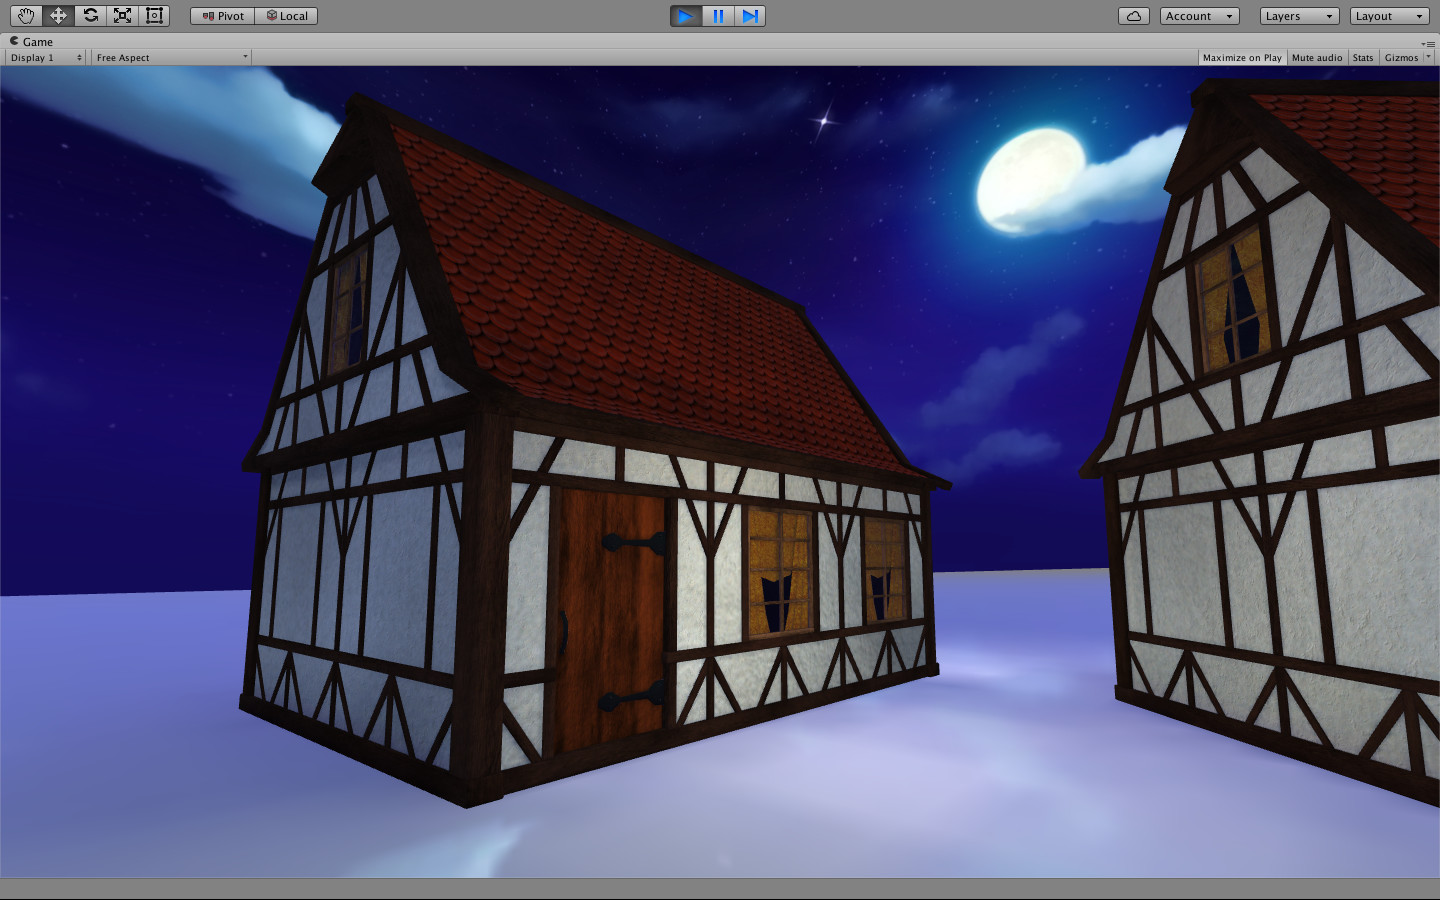 Pivot Local Account Layers Layout
Game
Display 1 Free Aspect Maximize on Play Mute audio Stats Gizmos